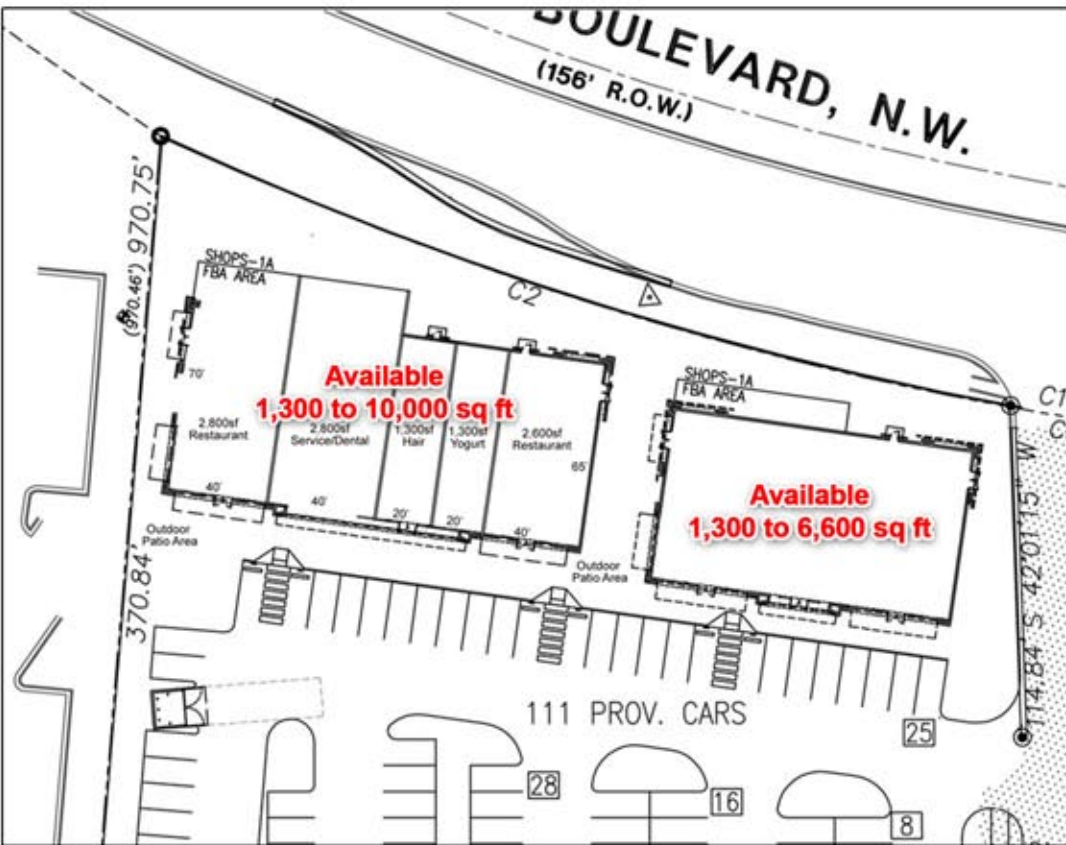 BOULEVARD, N.W.
(156' R.O.W.)
(970.46') 970.75'
370.84'
SHOPS-1A
FBA AREA
C2
70'
Available
1,300 to 10,000 sq ft
2,800sf
Restaurant
2,800sf
Service/Dental
1,300sf
Hair
1,300sf
Yogurt
2,600sf
Restaurant
65'
40'
40'
20'
20'
40'
Outdoor
Patio Area
Outdoor
Patio Area
SHOPS-1A
FBA AREA
Available
1,300 to 6,600 sq ft
C1
114.84 S 42°01'15" W
111 PROV. CARS
25
28
16
8